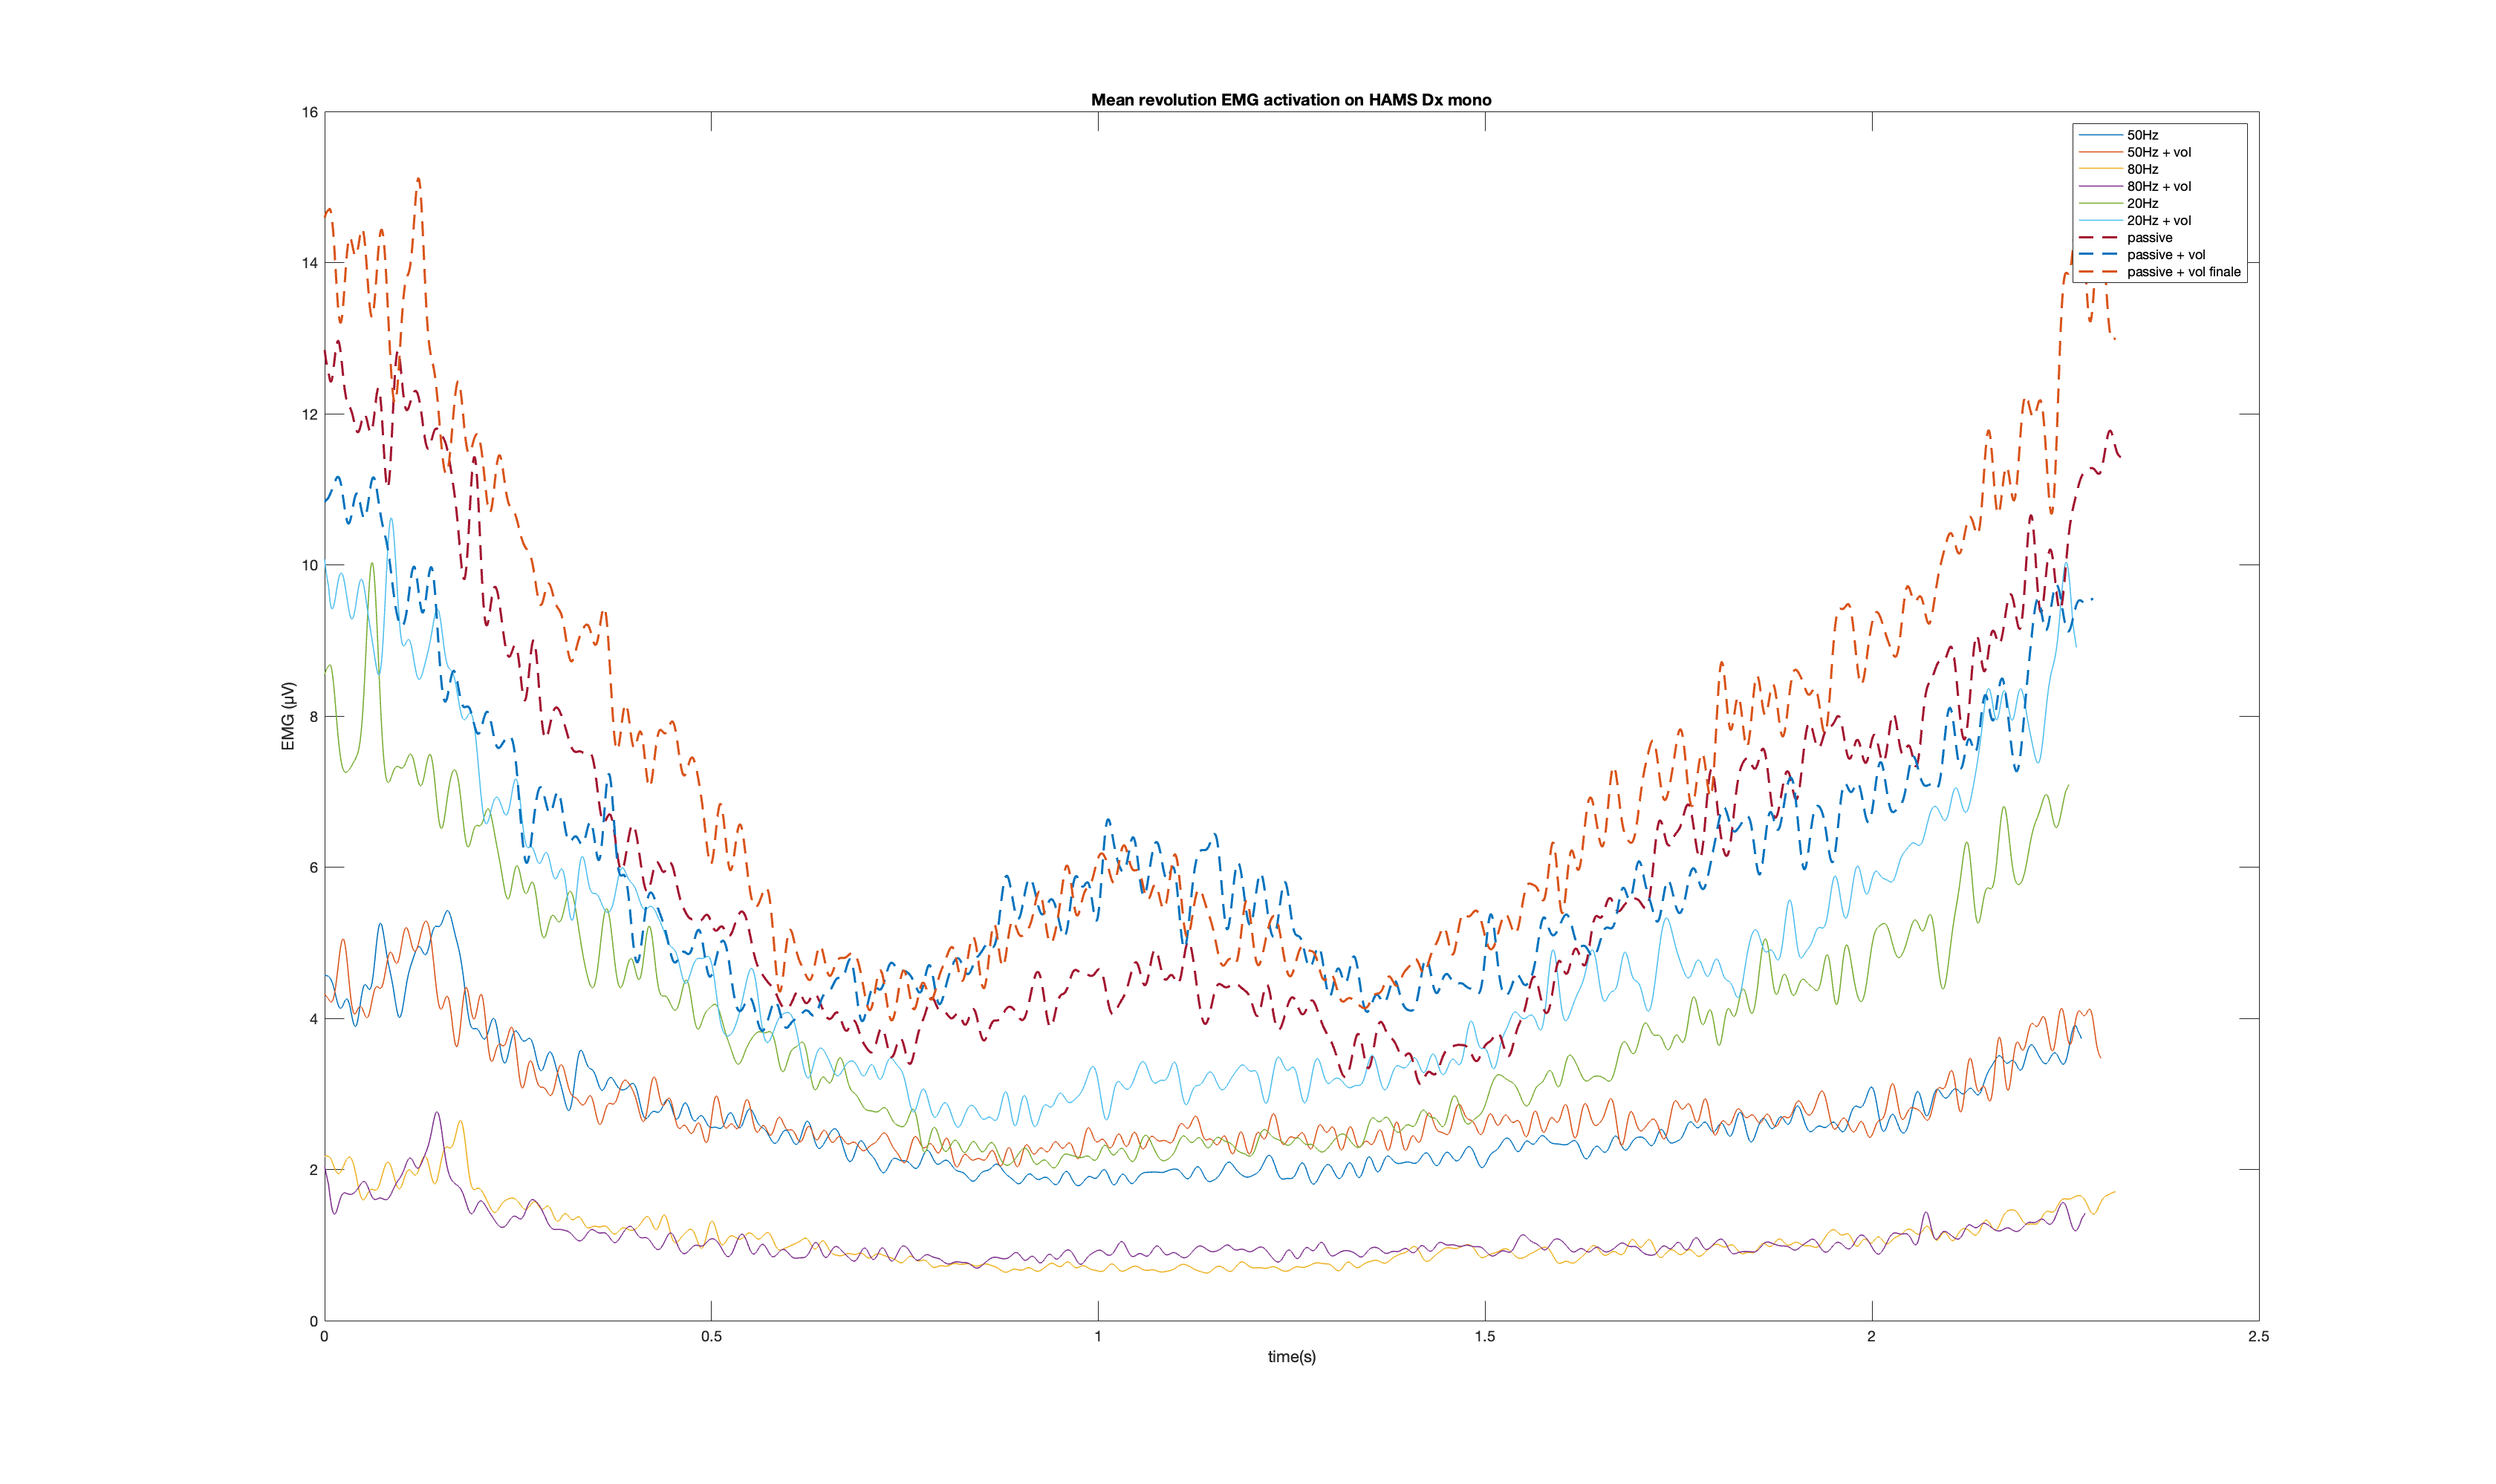 Mean revolution EMG activation on HAMS Dx mono
16
14
12
10
8
6
4
2
0
EMG (µV)
0
0.5
1
1.5
2
2.5
time(s)
50Hz
50Hz + vol
80Hz
80Hz + vol
20Hz
20Hz + vol
passive
passive + vol
passive + vol finale